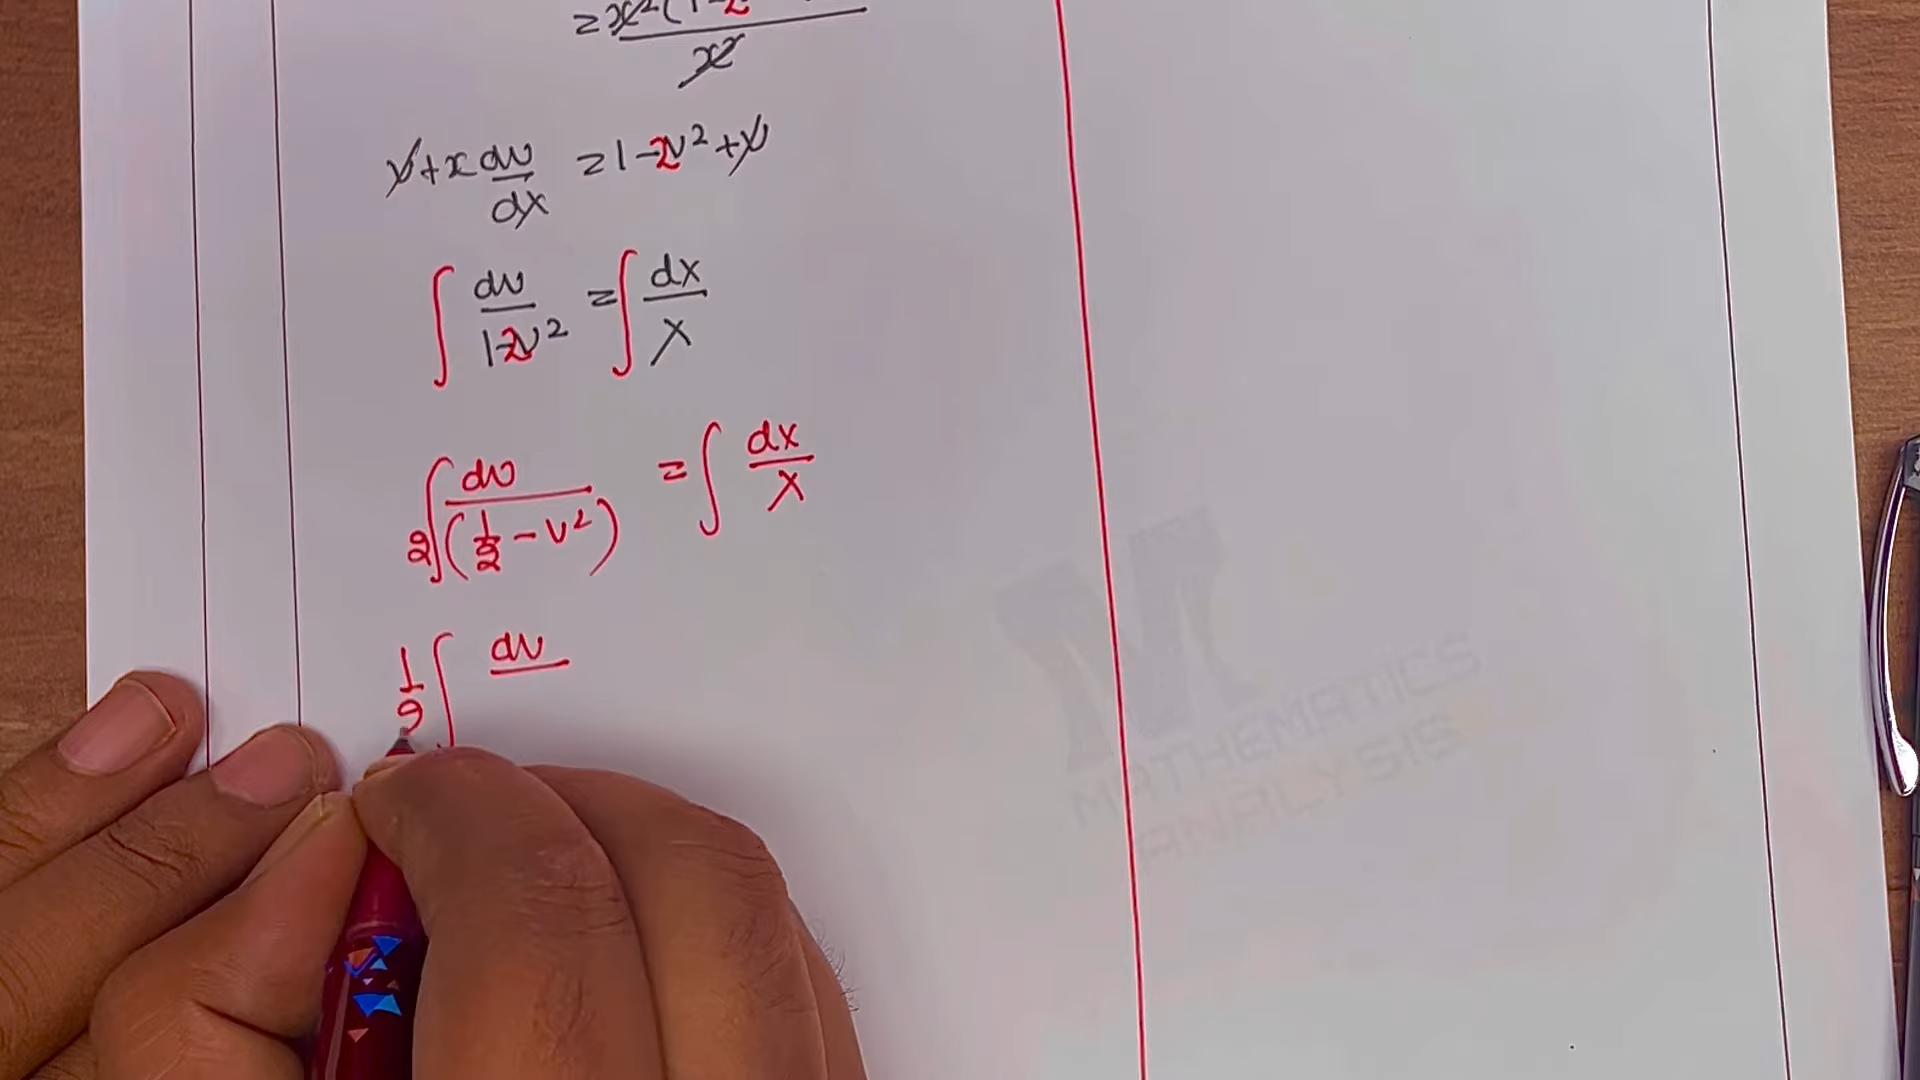 =x²(1-2
x²
v+x dv/dx =1-2v²+v
∫ dv/1-2v² =∫ dx/x
∫ dv/2(1/2-v²) =∫ dx/x
1/2 ∫ dv
MATHEMATICS
ANALYSIS